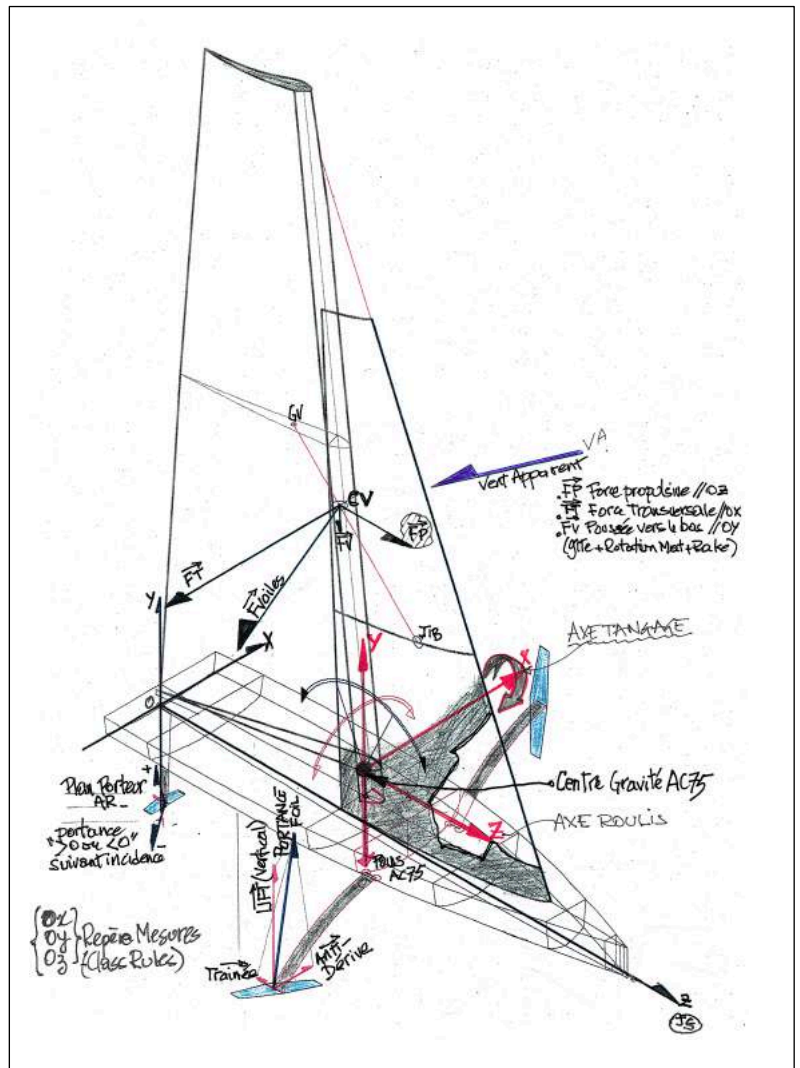 GV
VA
Vent Apparent
CV
.FP Force propulsive //OZ
.FT Force Transversale//OX
.FV Poussée vers le bas //OY
(gîte+Rotation Mat+Rake)
FP
FV
FT
FVoiles
Y
JIB
X
AXE TANGAGE
Y
X
O
Plan Porteur
AR
+
portance
">0 ou <0"
suivant incidence
-
Centre Gravité AC75
Z
AXE ROULIS
LIFT (Vertical)
PORTANCE
FOIL
POIDS
AC75
OX
OY
OZ
Repère Mesures
(Class Rules)
Trainée
ANTI-
Dérive
Z